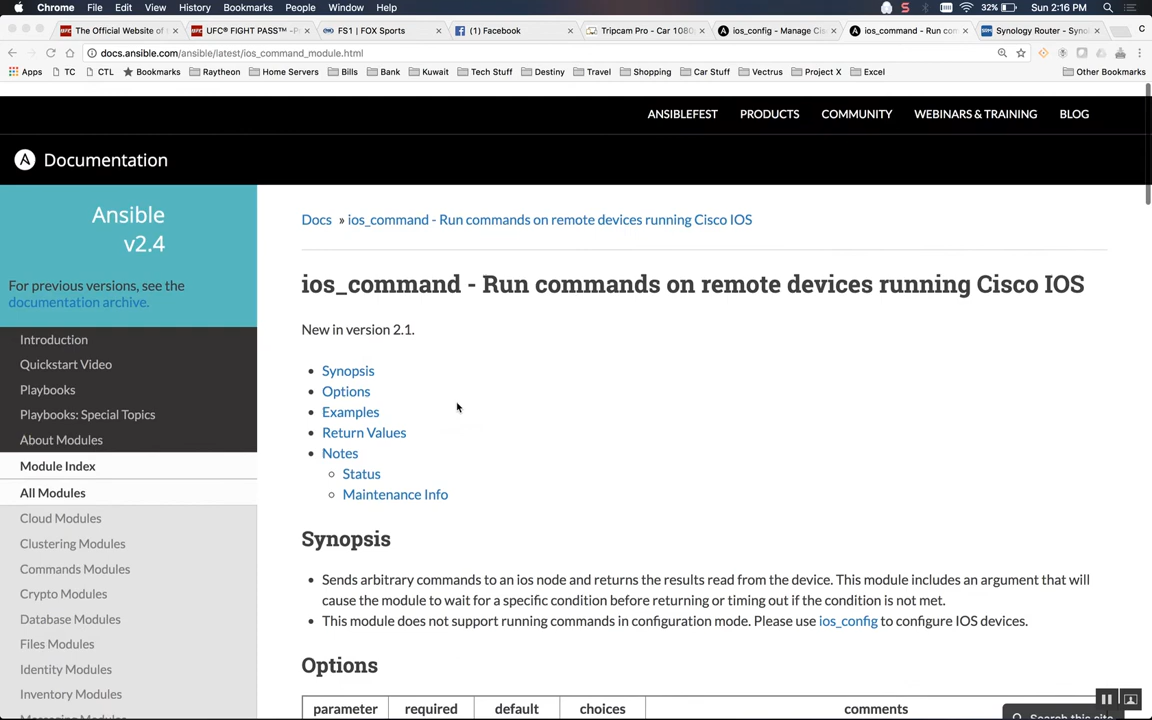 Chrome File Edit View History Bookmarks People Window Help 32% Sun 2:16 PM
The Official Website of UFC® FIGHT PASS™ - FS1 | FOX Sports (1) Facebook Tripcam Pro - Car 1080 ios_config - Manage Cis ios_command - Run con Synology Router - Syno C
docs.ansible.com/ansible/latest/ios_command_module.html
Apps TC CTL Bookmarks Raytheon Home Servers Bills Bank Kuwait Tech Stuff Destiny Travel Shopping Car Stuff Vectrus Project X Excel Other Bookmarks
ANSIBLEFEST PRODUCTS COMMUNITY WEBINARS & TRAINING BLOG
Documentation
Ansible
v2.4
For previous versions, see the
documentation archive.
Introduction
Quickstart Video
Playbooks
Playbooks: Special Topics
About Modules
Module Index
All Modules
Cloud Modules
Clustering Modules
Commands Modules
Crypto Modules
Database Modules
Files Modules
Identity Modules
Inventory Modules
Messaging Modules
Docs » ios_command - Run commands on remote devices running Cisco IOS
ios_command - Run commands on remote devices running Cisco IOS
New in version 2.1.
• Synopsis
• Options
• Examples
• Return Values
• Notes
◦ Status
◦ Maintenance Info
Synopsis
• Sends arbitrary commands to an ios node and returns the results read from the device. This module includes an argument that will
cause the module to wait for a specific condition before returning or timing out if the condition is not met.
• This module does not support running commands in configuration mode. Please use ios_config to configure IOS devices.
Options
parameter required default choices comments
Search this site